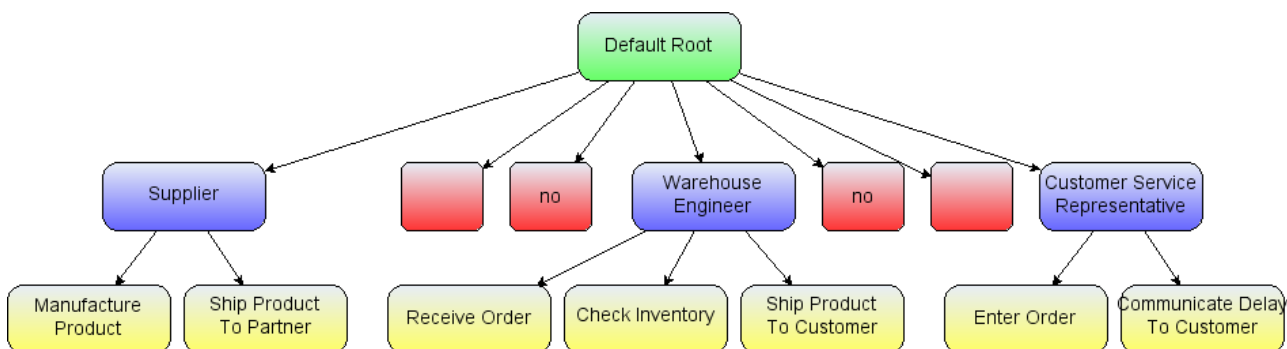 Default Root
Supplier
no
Warehouse
Engineer
no
Customer Service
Representative
Manufacture
Product
Ship Product
To Partner
Receive Order
Check Inventory
Ship Product
To Customer
Enter Order
Communicate Delay
To Customer